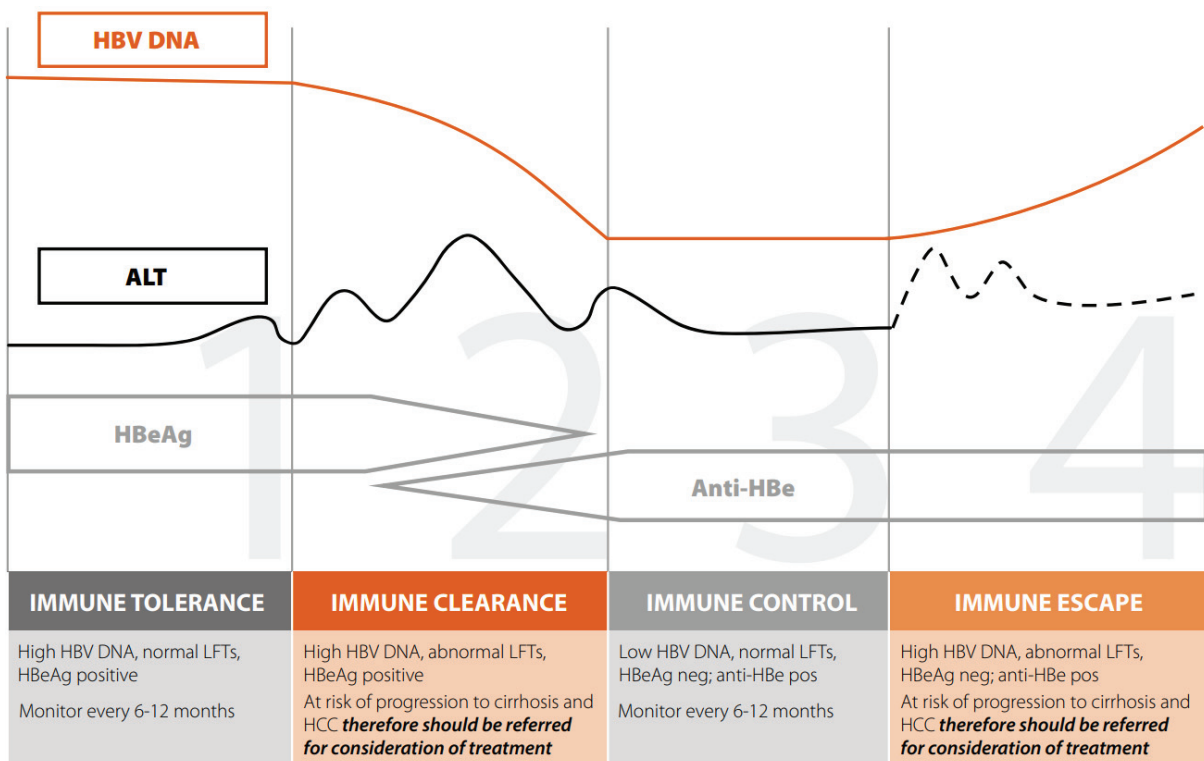 HBV DNA
ALT
1
2
3
4
HBeAg
Anti-HBe
IMMUNE TOLERANCE
High HBV DNA, normal LFTs,
HBeAg positive
Monitor every 6-12 months
IMMUNE CLEARANCE
High HBV DNA, abnormal LFTs,
HBeAg positive
At risk of progression to cirrhosis and
HCC therefore should be referred
for consideration of treatment
IMMUNE CONTROL
Low HBV DNA, normal LFTs,
HBeAg neg; anti-HBe pos
Monitor every 6-12 months
IMMUNE ESCAPE
High HBV DNA, abnormal LFTs,
HBeAg neg; anti-HBe pos
At risk of progression to cirrhosis and
HCC therefore should be referred
for consideration of treatment